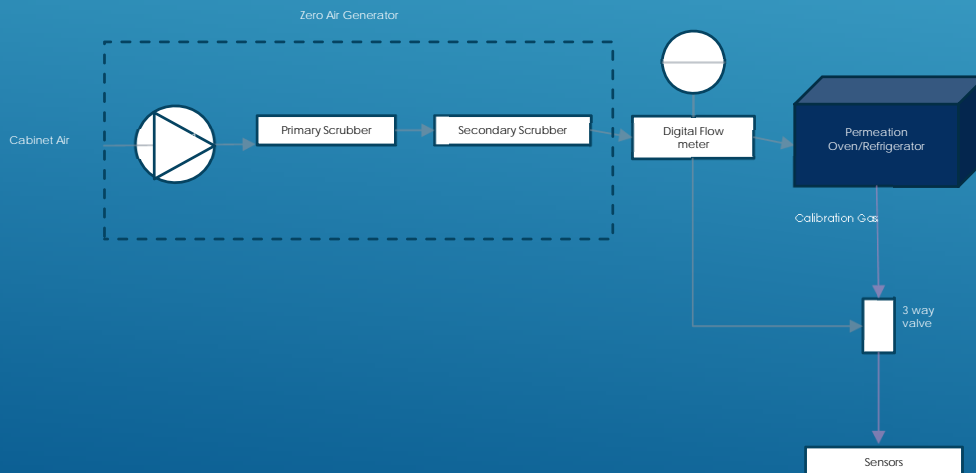 Zero Air Generator
Cabinet Air
Primary Scrubber
Secondary Scrubber
Digital Flow
meter
Permeation
Oven/Refrigerator
Calibration Gas
3 way
valve
Sensors